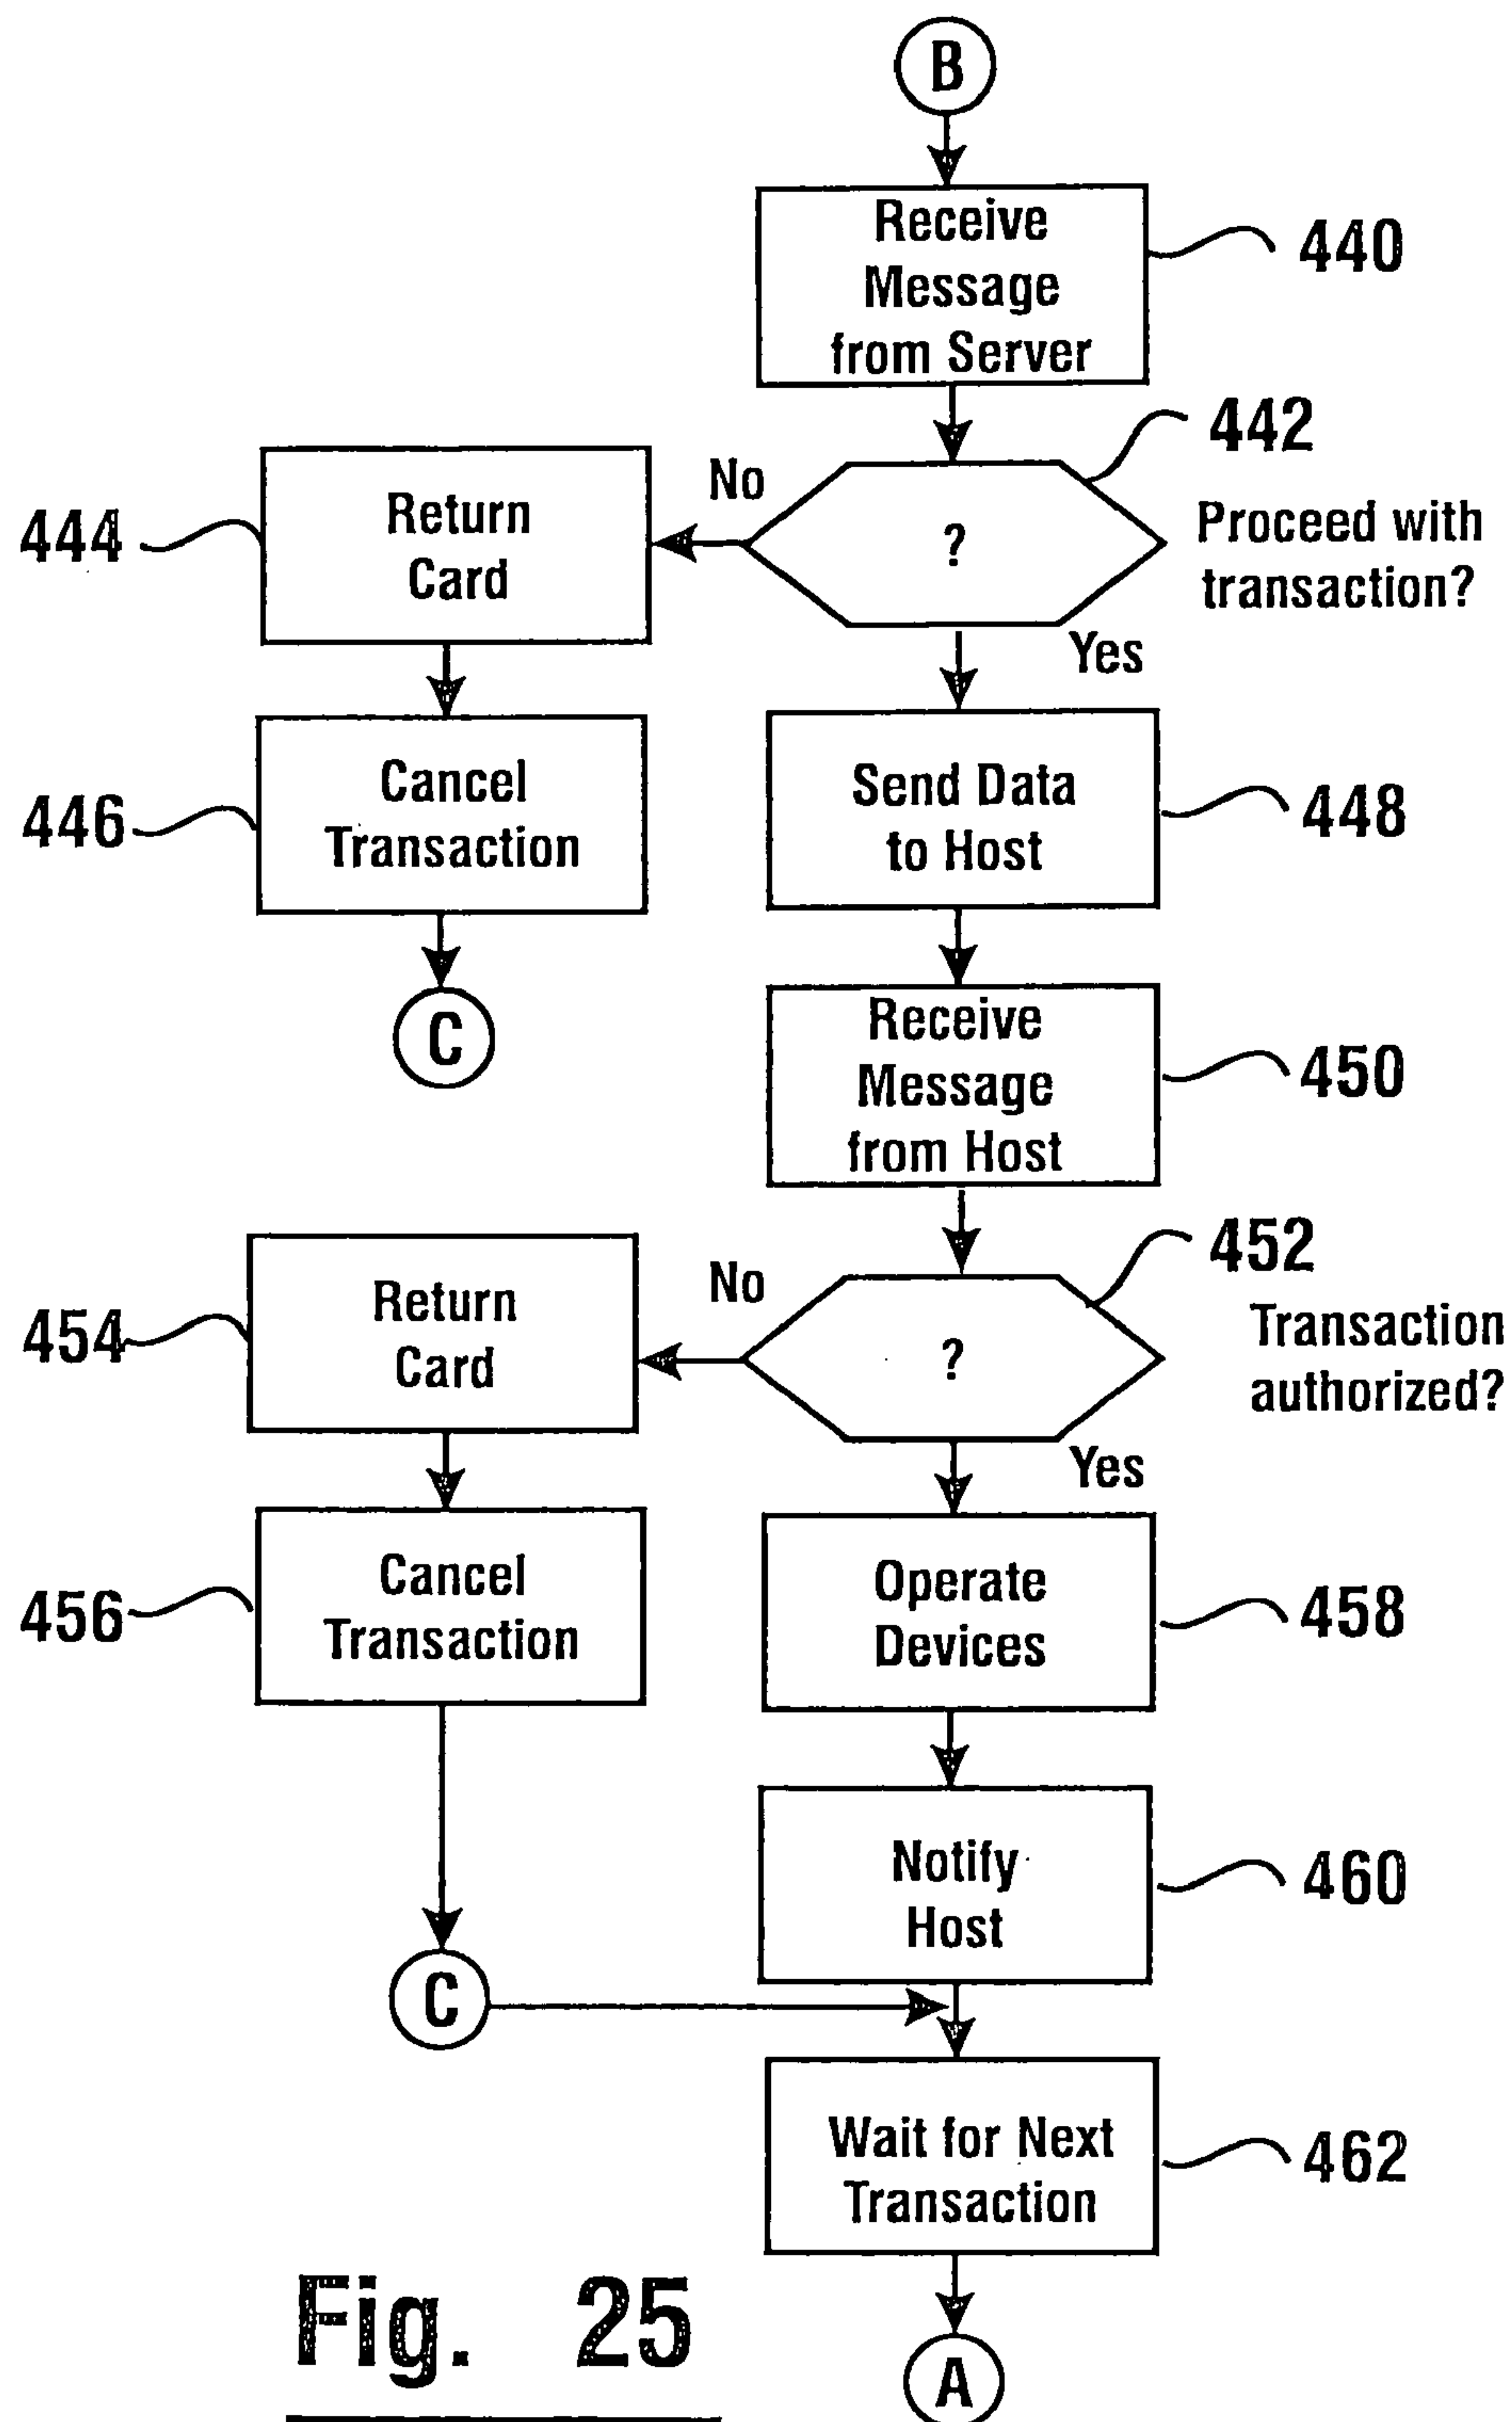 B
Receive
Message
from Server
440
442
No
?
Proceed with
transaction?
Yes
444
Return
Card
446
Cancel
Transaction
C
Send Data
to Host
448
Receive
Message
from Host
450
452
No
?
Transaction
authorized?
Yes
454
Return
Card
456
Cancel
Transaction
Operate
Devices
458
Notify
Host
460
C
Wait for Next
Transaction
462
A
Fig. 25